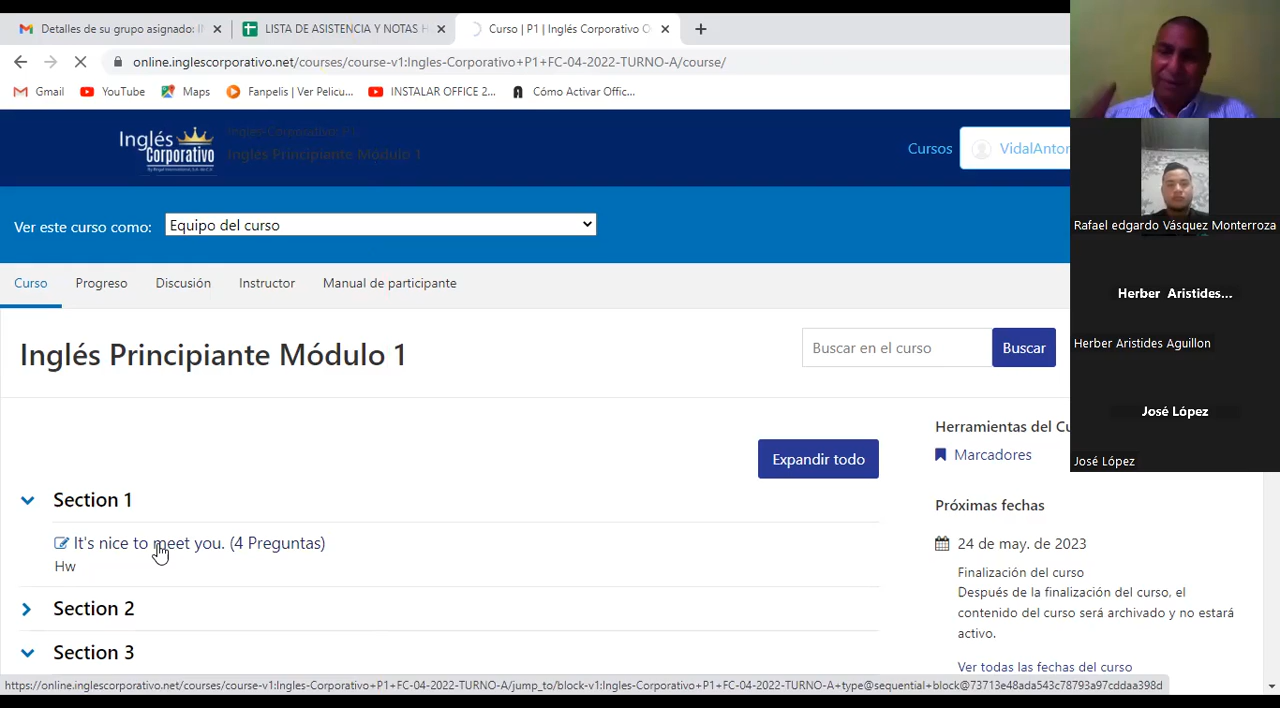 Detalles de su grupo asignado: I
LISTA DE ASISTENCIA Y NOTAS H
Curso | P1 | Inglés Corporativo O
online.inglescorporativo.net/courses/course-v1:Ingles-Corporativo+P1+FC-04-2022-TURNO-A/course/
Gmail
YouTube
Maps
Fanpelis | Ver Pelicu...
INSTALAR OFFICE 2...
Cómo Activar Offic...
Inglés
Corporativo
Ingles-Corporativo: P1
Inglés Principiante Módulo 1
Cursos
VidalAnton
Ver este curso como:
Equipo del curso
Curso
Progreso
Discusión
Instructor
Manual de participante
Inglés Principiante Módulo 1
Buscar en el curso
Buscar
Expandir todo
Section 1
It's nice to meet you. (4 Preguntas)
Hw
Section 2
Section 3
Herramientas del Cu
Marcadores
Próximas fechas
24 de may. de 2023
Finalización del curso
Después de la finalización del curso, el
contenido del curso será archivado y no estará
activo.
Ver todas las fechas del curso
https://online.inglescorporativo.net/courses/course-v1:Ingles-Corporativo+P1+FC-04-2022-TURNO-A/jump_to/block-v1:Ingles-Corporativo+P1+FC-04-2022-TURNO-A+type@sequential+block@73713e48ada543c78793a97cddaa398d
Rafael edgardo Vásquez Monterroza
Herber Aristides...
Herber Aristides Aguillon
José López
José López